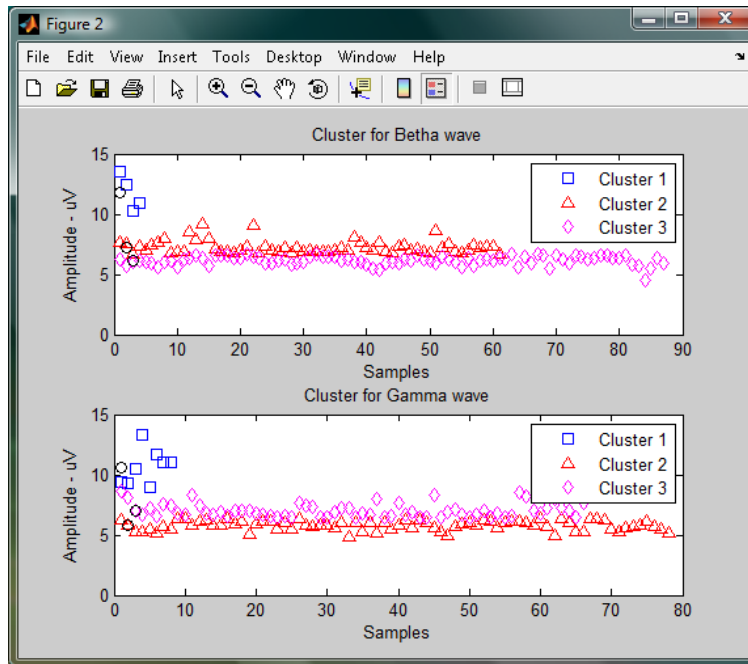 Figure 2
File Edit View Insert Tools Desktop Window Help
Cluster for Betha wave
15
10
5
0
Amplitude - uV
Cluster 1
Cluster 2
Cluster 3
0 10 20 30 40 50 60 70 80 90
Samples
Cluster for Gamma wave
15
10
5
0
Amplitude - uV
Cluster 1
Cluster 2
Cluster 3
0 10 20 30 40 50 60 70 80
Samples